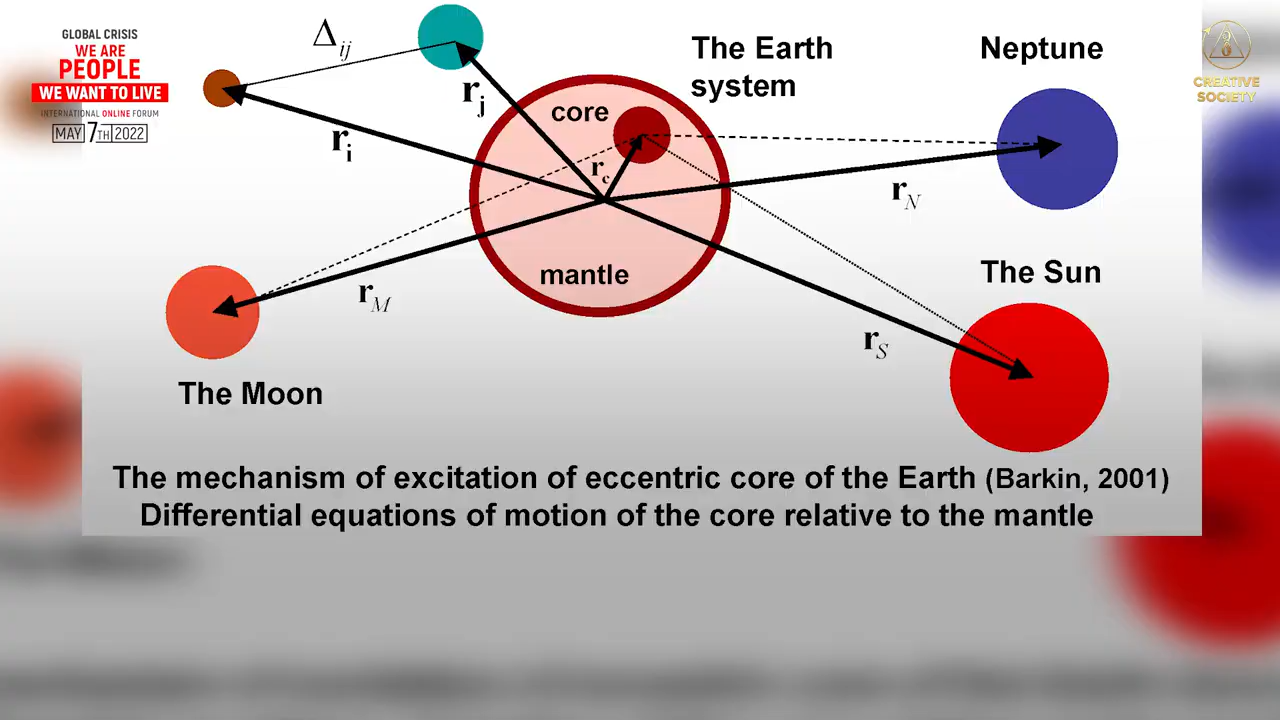 GLOBAL CRISIS
WE ARE
PEOPLE
WE WANT TO LIVE
INTERNATIONAL ONLINE FORUM
MAY 7TH 2022
Δij
rj
ri
core
The Earth
system
Neptune
CREATIVE
SOCIETY
rc
rN
mantle
rM
The Sun
rS
The Moon
The mechanism of excitation of eccentric core of the Earth (Barkin, 2001)
Differential equations of motion of the core relative to the mantle